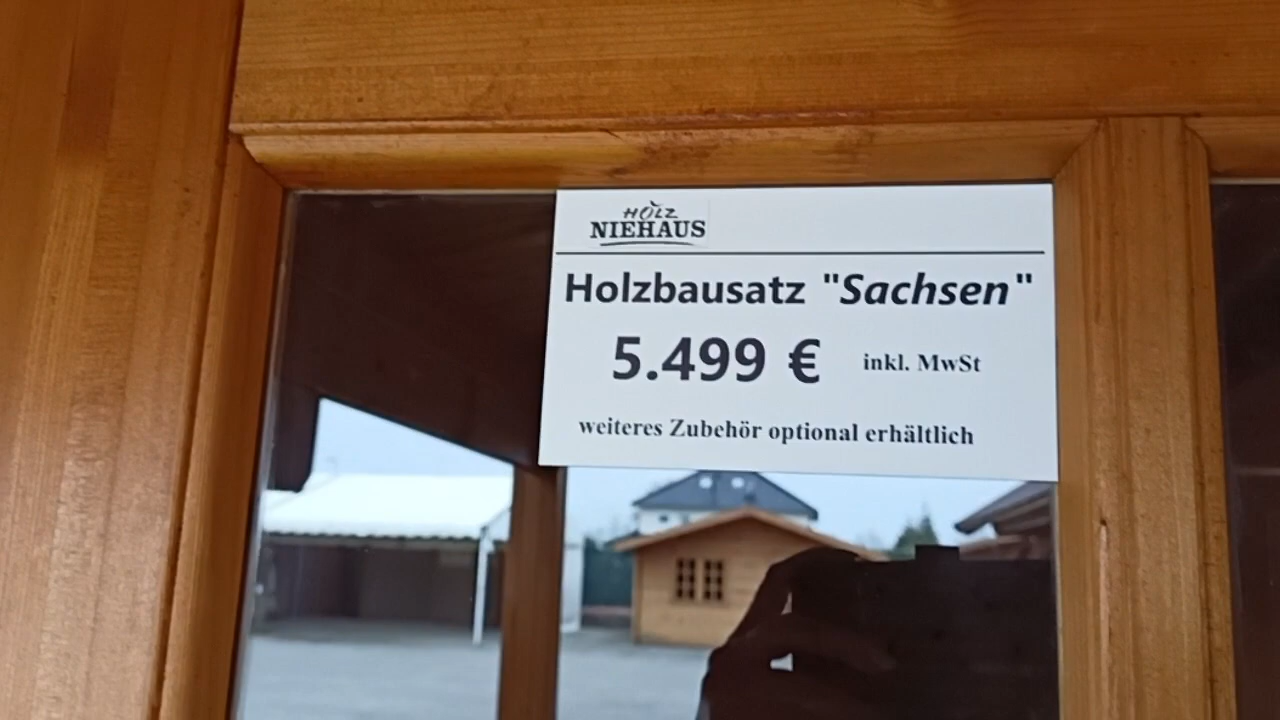 HOLZ
NIEHAUS
Holzbausatz "Sachsen"
5.499 € inkl. MwSt
weiteres Zubehör optional erhältlich